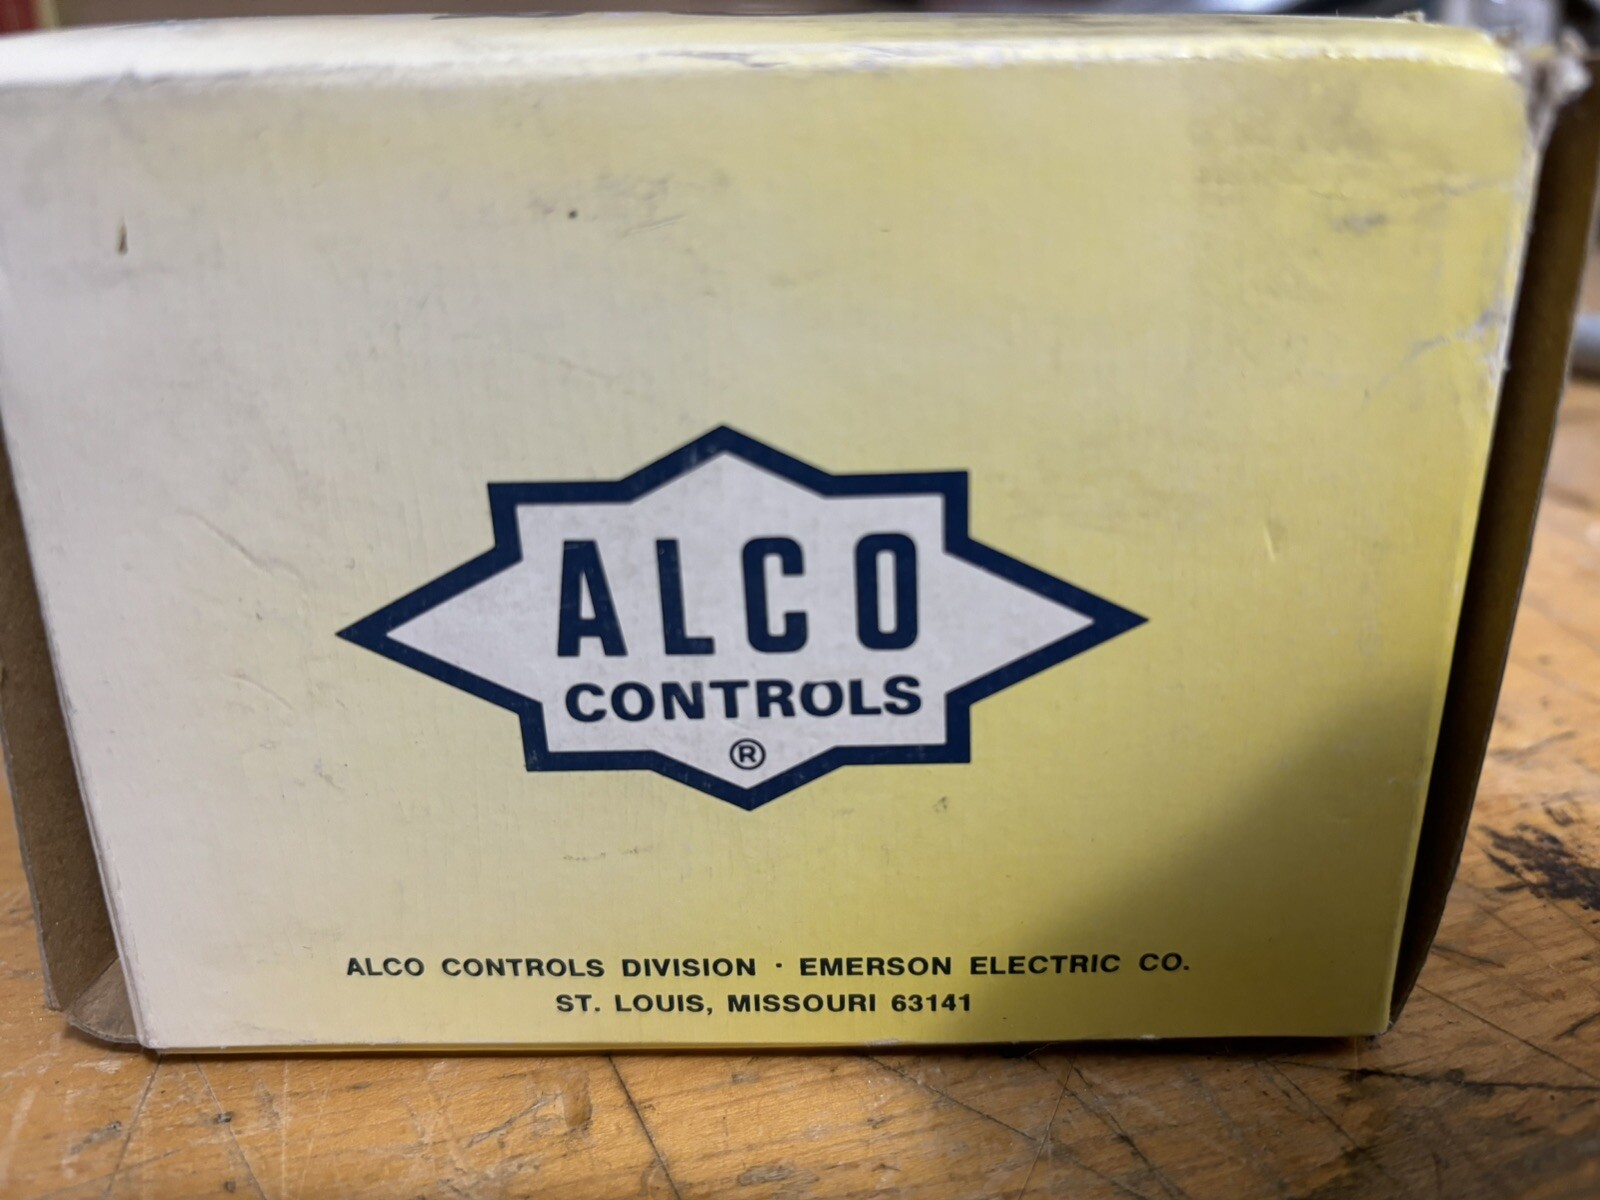 ALCO
CONTROLS
®
ALCO CONTROLS DIVISION · EMERSON ELECTRIC CO.
ST. LOUIS, MISSOURI 63141